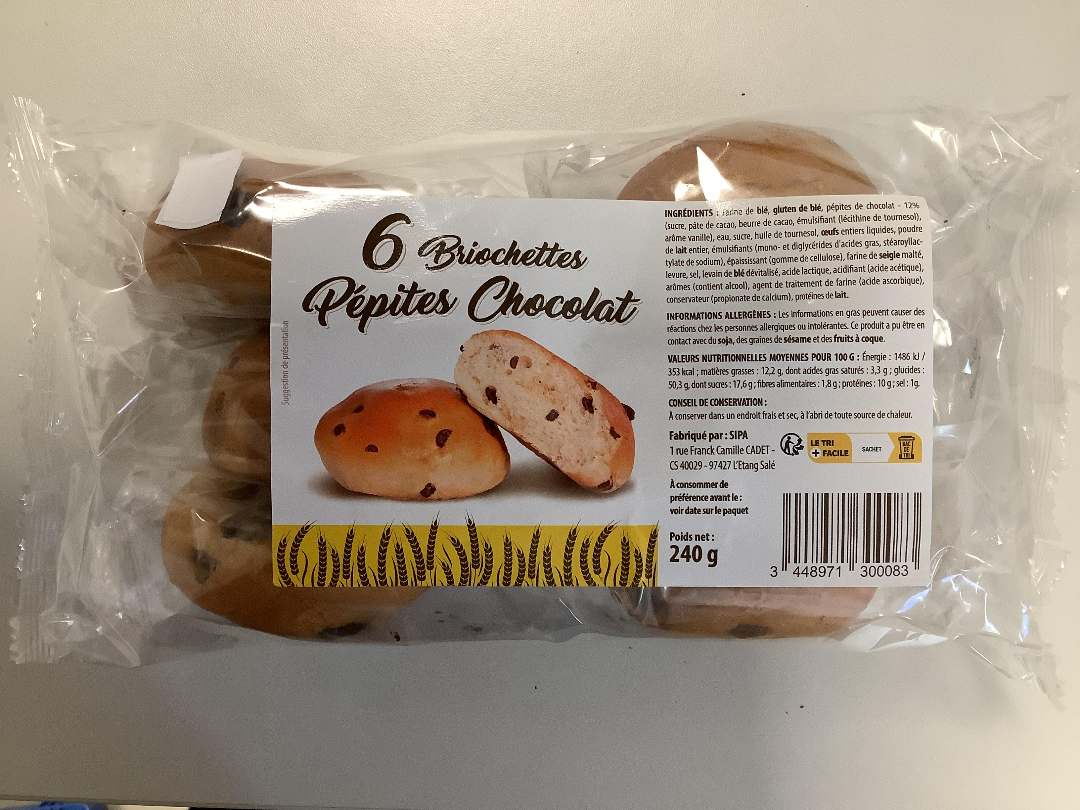 6 Briochettes
Pépites Chocolat
Suggestion de présentation
INGRÉDIENTS : farine de blé, gluten de blé, pépites de chocolat - 12%
(sucre, pâte de cacao, beurre de cacao, émulsifiant (lécithine de tournesol),
arôme vanille), eau, sucre, huile de tournesol, œufs entiers liquides, poudre
de lait entier, émulsifiants (mono- et diglycérides d'acides gras, stéaroyllac-
tylate de sodium), épaississant (gomme de cellulose), farine de seigle malté,
levure, sel, levain de blé dévitalisé, acide lactique, acidifiant (acide acétique),
arômes (contient alcool), agent de traitement de farine (acide ascorbique),
conservateur (propionate de calcium), protéines de lait.
INFORMATIONS ALLERGÈNES : Les informations en gras peuvent causer des
réactions chez les personnes allergiques ou intolérantes. Ce produit a pu être en
contact avec du soja, des graines de sésame et des fruits à coque.
VALEURS NUTRITIONNELLES MOYENNES POUR 100 G : Énergie : 1486 kJ /
353 kcal ; matières grasses : 12,2 g, dont acides gras saturés : 3,3 g ; glucides :
50,3 g, dont sucres : 17,6 g ; fibres alimentaires : 1,8 g ; protéines : 10 g ; sel : 1g.
CONSEIL DE CONSERVATION :
À conserver dans un endroit frais et sec, à l'abri de toute source de chaleur.
Fabriqué par : SIPA
1 rue Franck Camille CADET -
CS 40029 - 97427 L'Etang Salé
LE TRI
+ FACILE
SACHET
BAC
DE
TRI
À consommer de
préférence avant le :
voir date sur le paquet
Poids net :
240 g
3 448971 300083